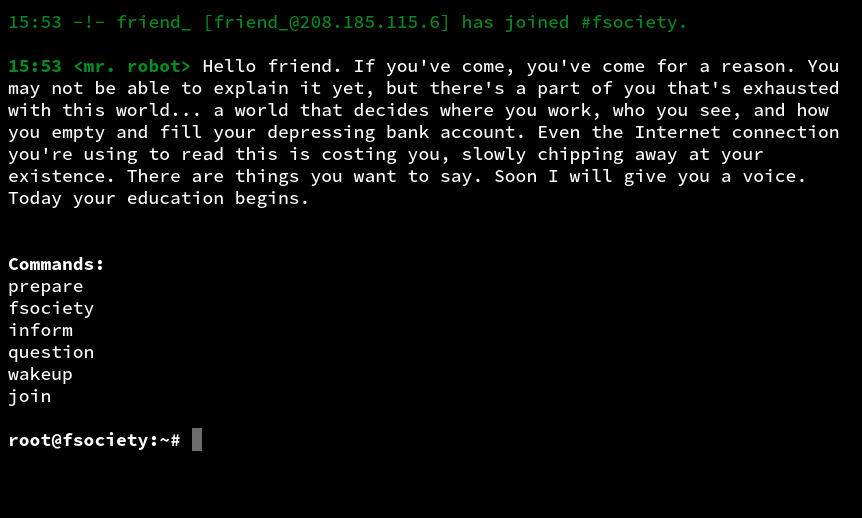 15:53 -!- friend_ [friend_@208.185.115.6] has joined #fsociety.
15:53 <mr. robot> Hello friend. If you've come, you've come for a reason. You
may not be able to explain it yet, but there's a part of you that's exhausted
with this world... a world that decides where you work, who you see, and how
you empty and fill your depressing bank account. Even the Internet connection
you're using to read this is costing you, slowly chipping away at your
existence. There are things you want to say. Soon I will give you a voice.
Today your education begins.
Commands:
prepare
fsociety
inform
question
wakeup
join
root@fsociety:~#